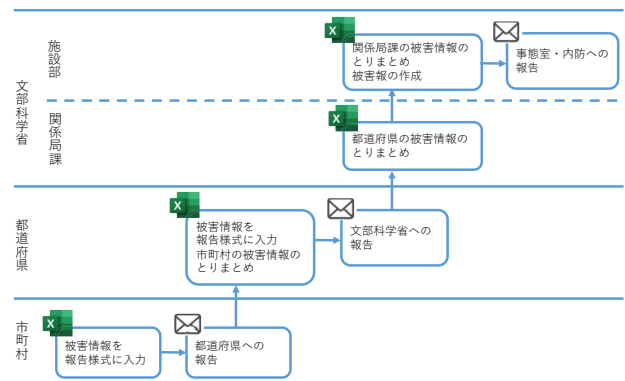 施設部
関係局課の被害情報の
とりまとめ
被害報の作成
事態室・内防への
報告
文部科学省
関係局課
都道府県の被害情報の
とりまとめ
都道府県
被害情報を
報告様式に入力
市町村の被害情報の
とりまとめ
文部科学省への
報告
市町村
被害情報を
報告様式に入力
都道府県への
報告